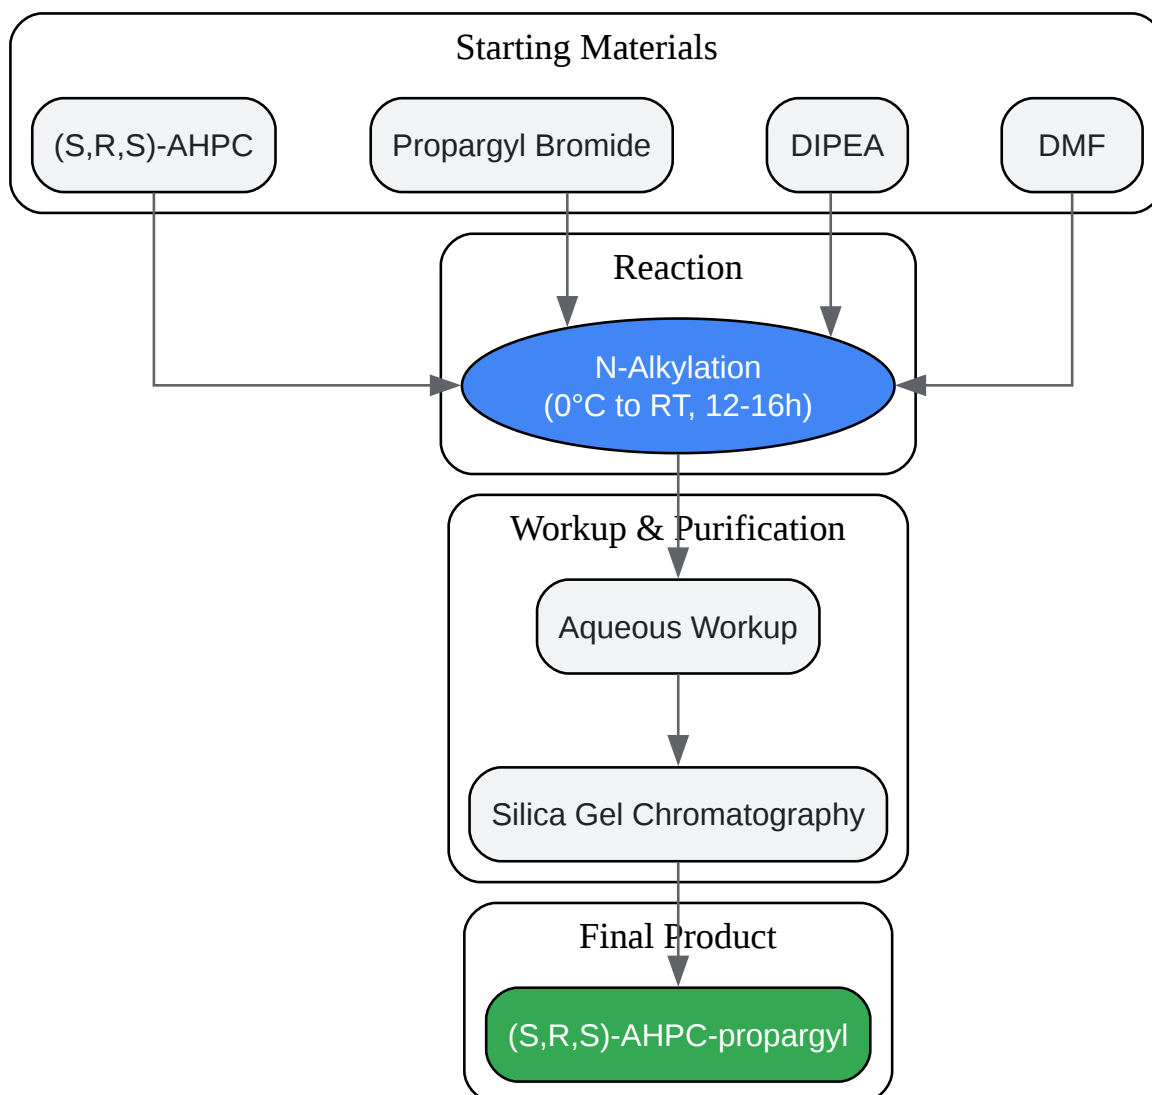 Starting Materials
(S,R,S)-AHPC
Propargyl Bromide
DIPEA
DMF
Reaction
N-Alkylation
(0°C to RT, 12-16h)
Workup & Purification
Aqueous Workup
Silica Gel Chromatography
Final Product
(S,R,S)-AHPC-propargyl